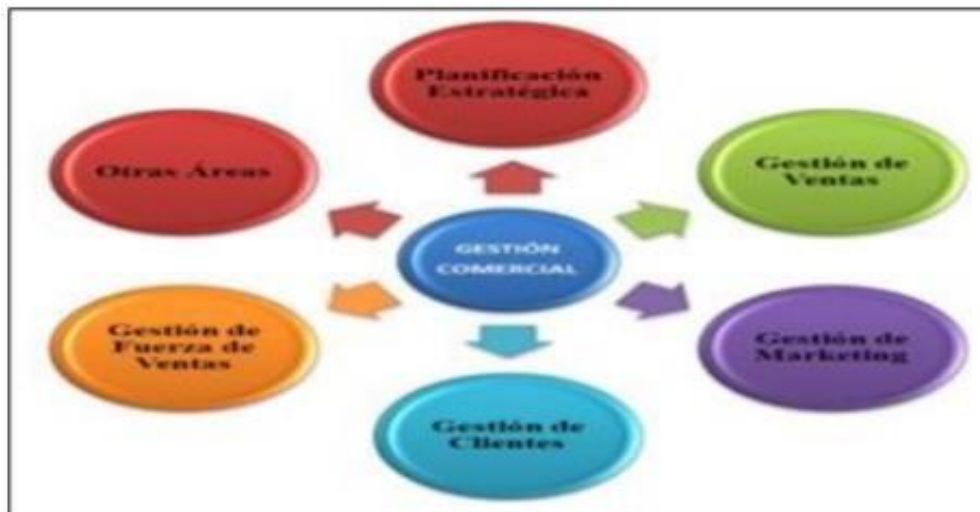 Planificación
Estratégica
Otras Áreas
Gestión de
Ventas
GESTIÓN
COMERCIAL
Gestión de
Fuerza de
Ventas
Gestión de
Marketing
Gestión de
Clientes